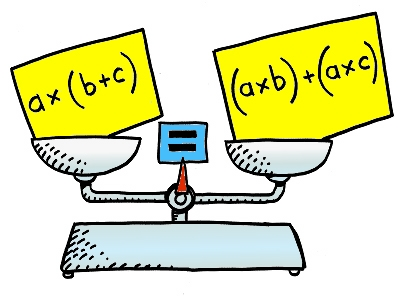 a×(b+c)
=
(a×b)+(a×c)